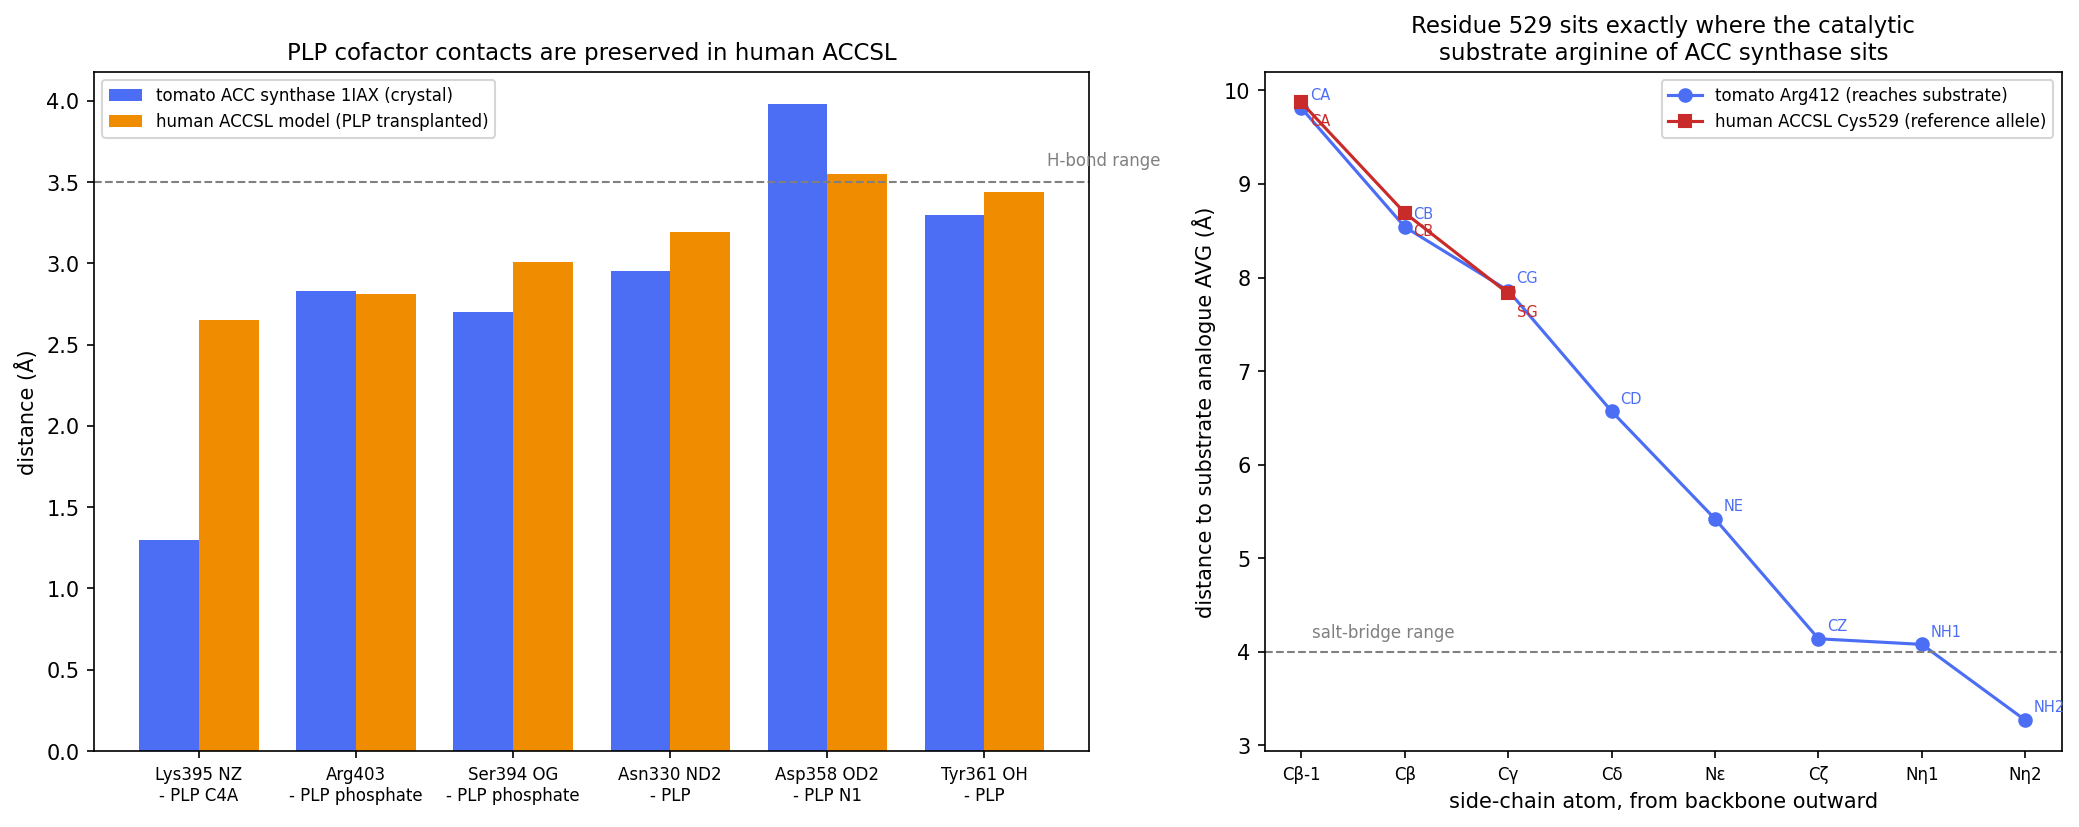 PLP cofactor contacts are preserved in human ACCSL
tomato ACC synthase 1IAX (crystal)
human ACCSL model (PLP transplanted)
H-bond range
distance (Å)
4.0
3.5
3.0
2.5
2.0
1.5
1.0
0.5
0.0
Lys395 NZ
- PLP C4A
Arg403
- PLP phosphate
Ser394 OG
- PLP phosphate
Asn330 ND2
- PLP
Asp358 OD2
- PLP N1
Tyr361 OH
- PLP
Residue 529 sits exactly where the catalytic
substrate arginine of ACC synthase sits
tomato Arg412 (reaches substrate)
human ACCSL Cys529 (reference allele)
distance to substrate analogue AVG (Å)
10
9
8
7
6
5
4
3
CA
CA
CB
CB
CG
SG
CD
NE
CZ
NH1
NH2
salt-bridge range
Cβ-1
Cβ
Cγ
Cδ
Nε
Cζ
Nη1
Nη2
side-chain atom, from backbone outward